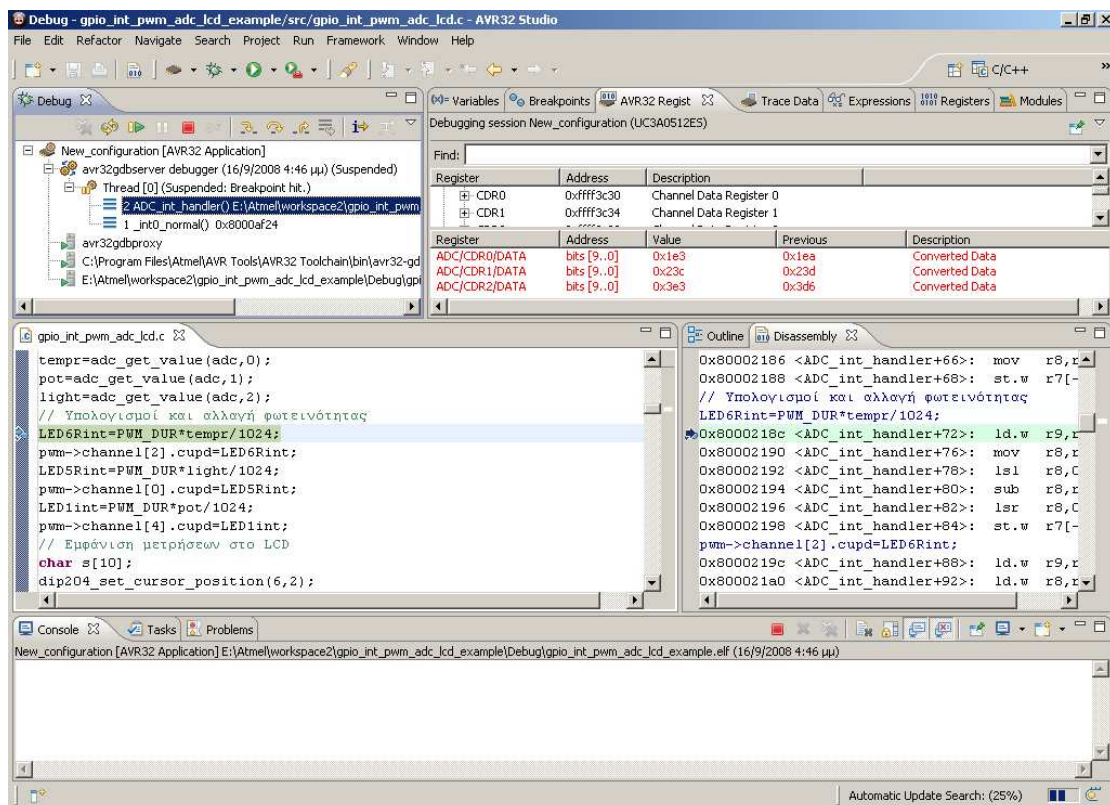 Debug - gpio_int_pwm_adc_lcd_example/src/gpio_int_pwm_adc_lcd.c - AVR32 Studio
File Edit Refactor Navigate Search Project Run Framework Window Help
C/C++ »
Debug
New_configuration [AVR32 Application]
avr32gdbserver debugger (16/9/2008 4:46 μμ) (Suspended)
Thread [0] (Suspended: Breakpoint hit.)
2 ADC_int_handler() E:\Atmel\workspace2\gpio_int_pwm
1 _int0_normal() 0x8000af24
avr32gdbproxy
C:\Program Files\Atmel\AVR Tools\AVR32 Toolchain\bin\avr32-gd
E:\Atmel\workspace2\gpio_int_pwm_adc_lcd_example\Debug\gpi
(x)= Variables Breakpoints AVR32 Regist Trace Data Expressions Registers Modules
Debugging session New_configuration (UC3A0512ES)
Find:
Register Address Description
CDR0 0xffff3c30 Channel Data Register 0
CDR1 0xffff3c34 Channel Data Register 1
Register Address Value Previous Description
ADC/CDR0/DATA bits [9..0] 0x1e3 0x1ea Converted Data
ADC/CDR1/DATA bits [9..0] 0x23c 0x23d Converted Data
ADC/CDR2/DATA bits [9..0] 0x3e3 0x3d6 Converted Data
gpio_int_pwm_adc_lcd.c
tempr=adc_get_value(adc,0);
pot=adc_get_value(adc,1);
light=adc_get_value(adc,2);
// Υπολογισμοί και αλλαγή φωτεινότητας
LED6Rint=PWM_DUR*tempr/1024;
pwm->channel[2].cupd=LED6Rint;
LED5Rint=PWM_DUR*light/1024;
pwm->channel[0].cupd=LED5Rint;
LED1int=PWM_DUR*pot/1024;
pwm->channel[4].cupd=LED1int;
// Εμφάνιση μετρήσεων στο LCD
char s[10];
dip204_set_cursor_position(6,2);
Outline Disassembly
0x80002186 <ADC_int_handler+66>: mov r8,r
0x80002188 <ADC_int_handler+68>: st.w r7[-
// Υπολογισμοί και αλλαγή φωτεινότητας
LED6Rint=PWM_DUR*tempr/1024;
0x8000218c <ADC_int_handler+72>: ld.w r9,r
0x80002190 <ADC_int_handler+76>: mov r8,r
0x80002192 <ADC_int_handler+78>: lsl r8,0
0x80002194 <ADC_int_handler+80>: sub r8,r
0x80002196 <ADC_int_handler+82>: lsr r8,0
0x80002198 <ADC_int_handler+84>: st.w r7[-
pwm->channel[2].cupd=LED6Rint;
0x8000219c <ADC_int_handler+88>: ld.w r9,r
0x800021a0 <ADC_int_handler+92>: ld.w r8,r
Console Tasks Problems
New_configuration [AVR32 Application] E:\Atmel\workspace2\gpio_int_pwm_adc_lcd_example\Debug\gpio_int_pwm_adc_lcd_example.elf (16/9/2008 4:46 μμ)
Automatic Update Search: (25%)